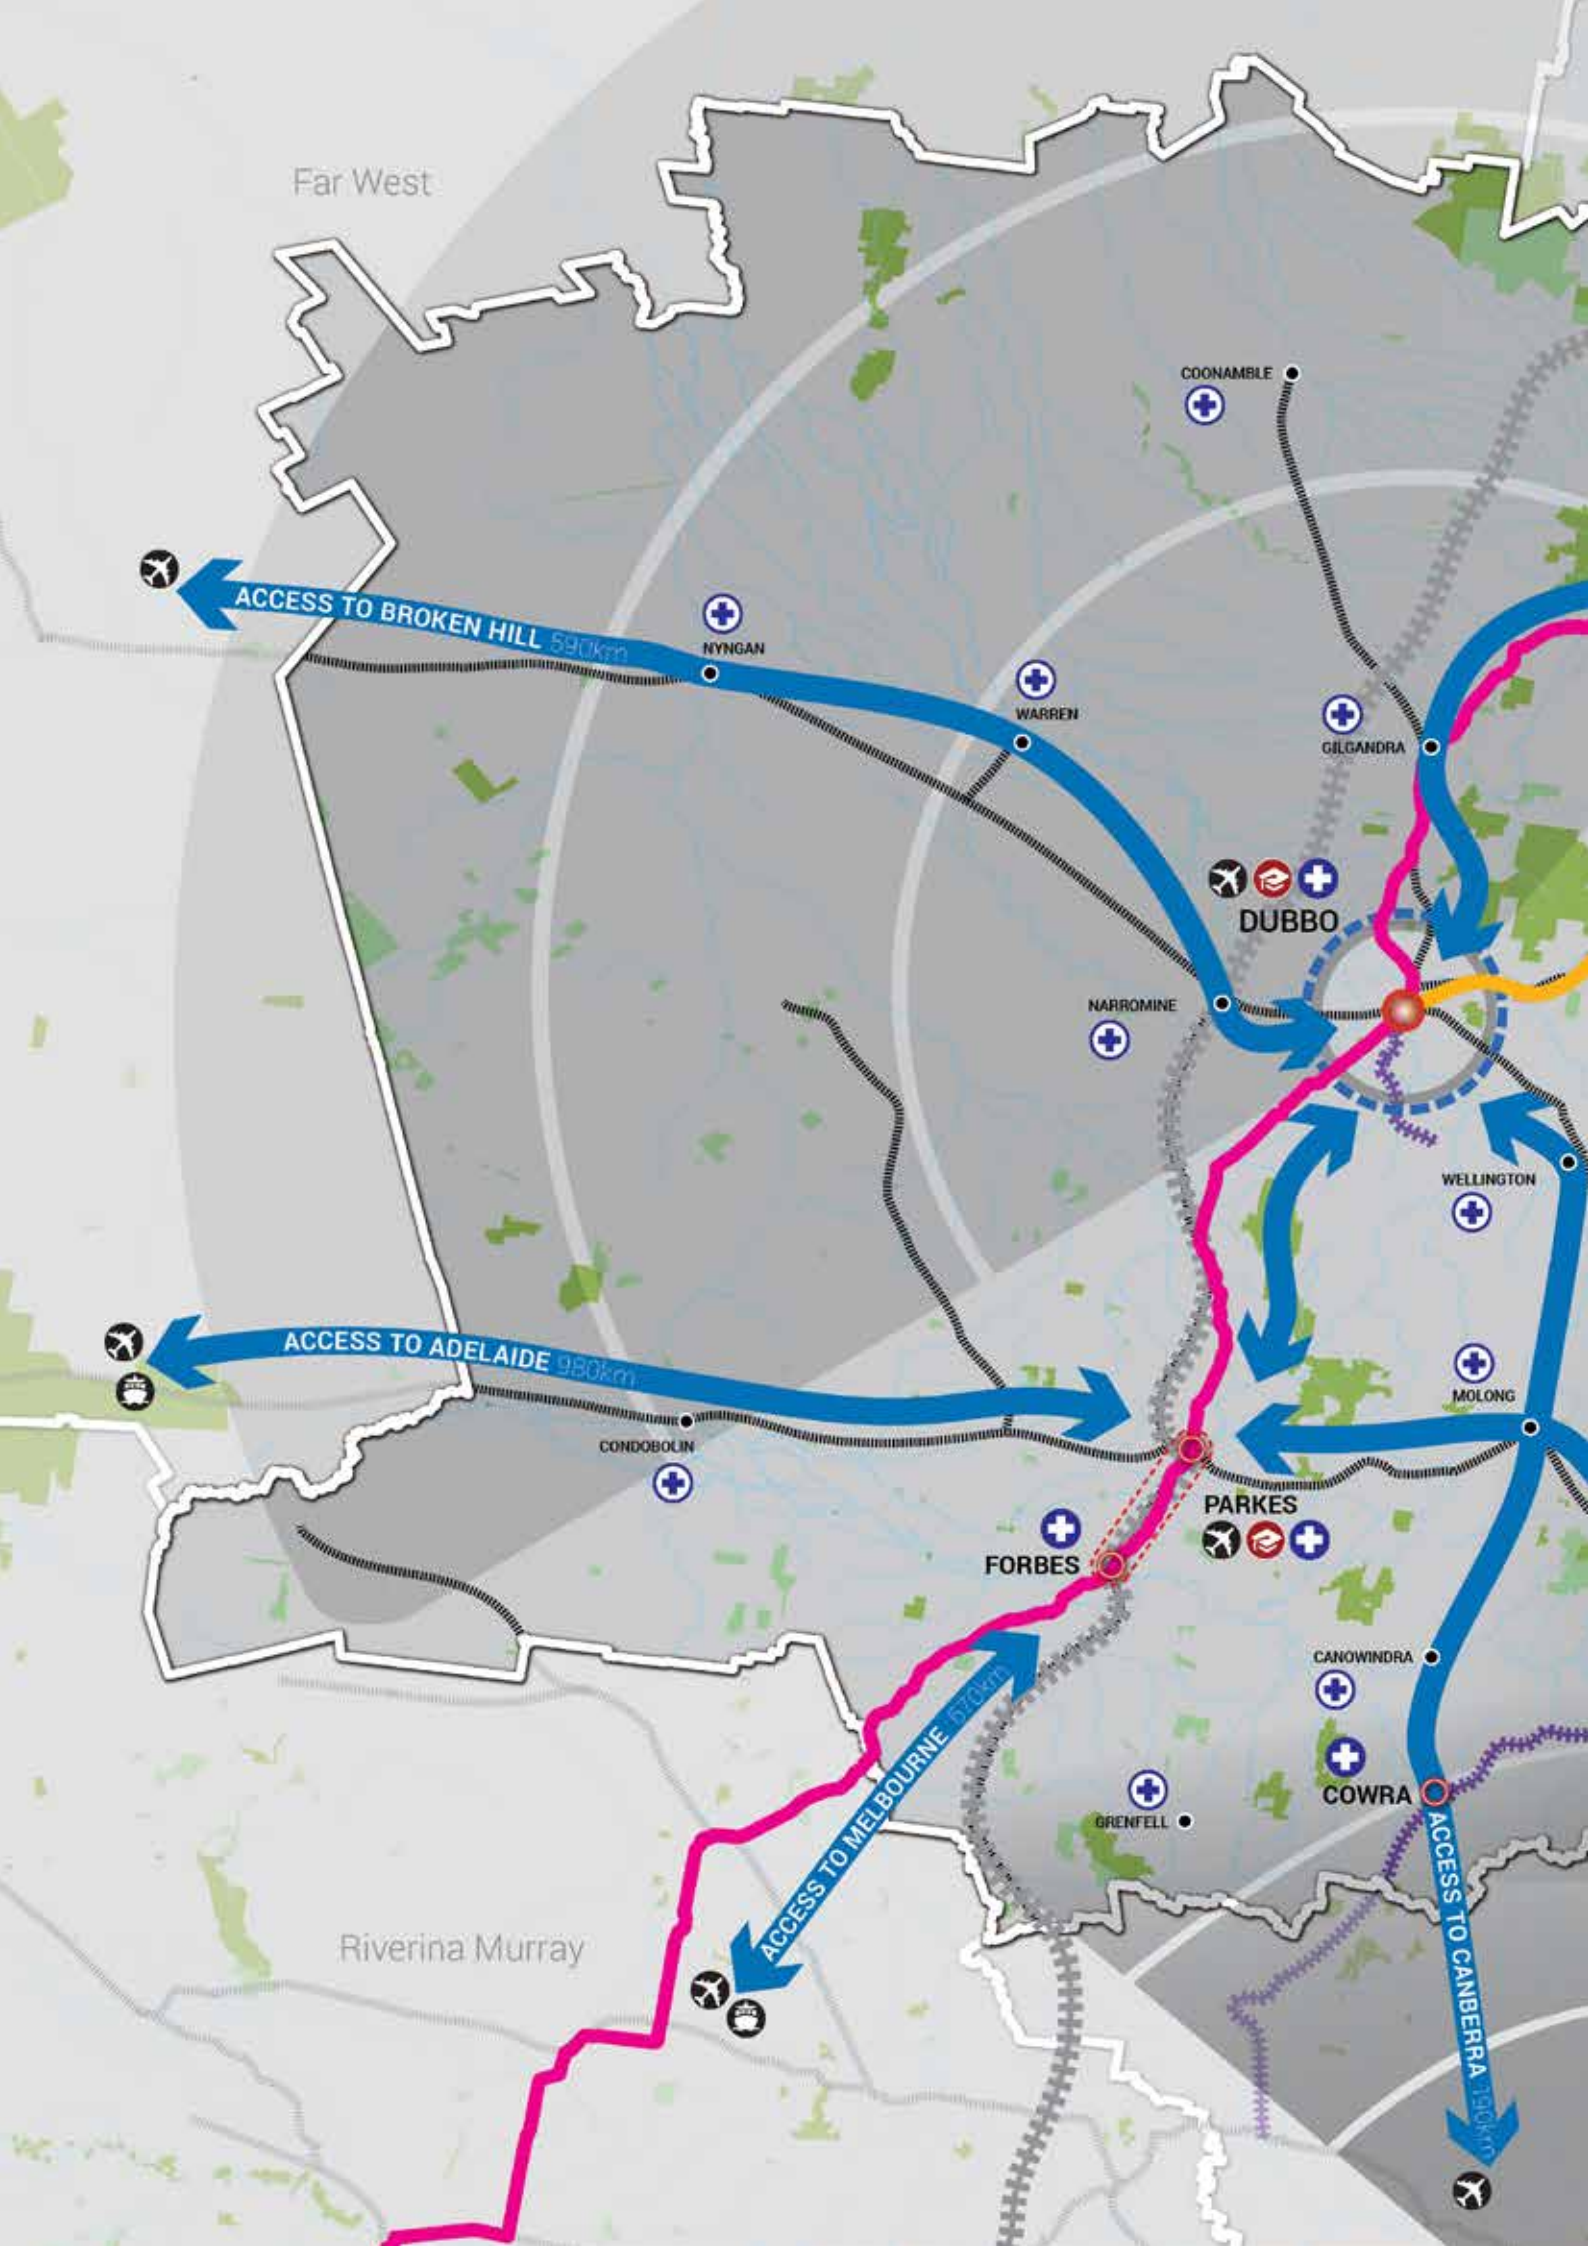 Far West
COONAMBLE
ACCESS TO BROKEN HILL 590km
NYNGAN
WARREN
GILGANDRA
DUBBO
NARROMINE
WELLINGTON
ACCESS TO ADELAIDE 980km
MOLONG
CONDOBOLIN
PARKES
FORBES
CANOWINDRA
ACCESS TO MELBOURNE 670km
COWRA
GRENFELL
ACCESS TO CANBERRA 190km
Riverina Murray